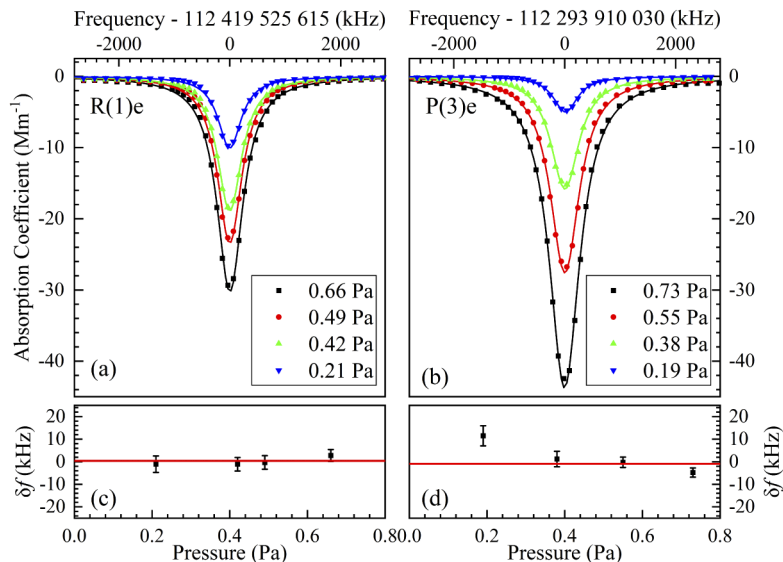 Frequency - 112 419 525 615 (kHz)
Frequency - 112 293 910 030 (kHz)
-2000 0 2000
-2000 0 2000
Absorption Coefficient (Mm⁻¹)
0
-10
-20
-30
-40
R(1)e
0.66 Pa
0.49 Pa
0.42 Pa
0.21 Pa
(a)
0
-10
-20
-30
-40
P(3)e
0.73 Pa
0.55 Pa
0.38 Pa
0.19 Pa
(b)
δf (kHz)
20
10
0
-10
-20
(c)
0.0 0.2 0.4 0.6 0.8
Pressure (Pa)
(d)
20
10
0
-10
-20
δf (kHz)
0.0 0.2 0.4 0.6 0.8
Pressure (Pa)